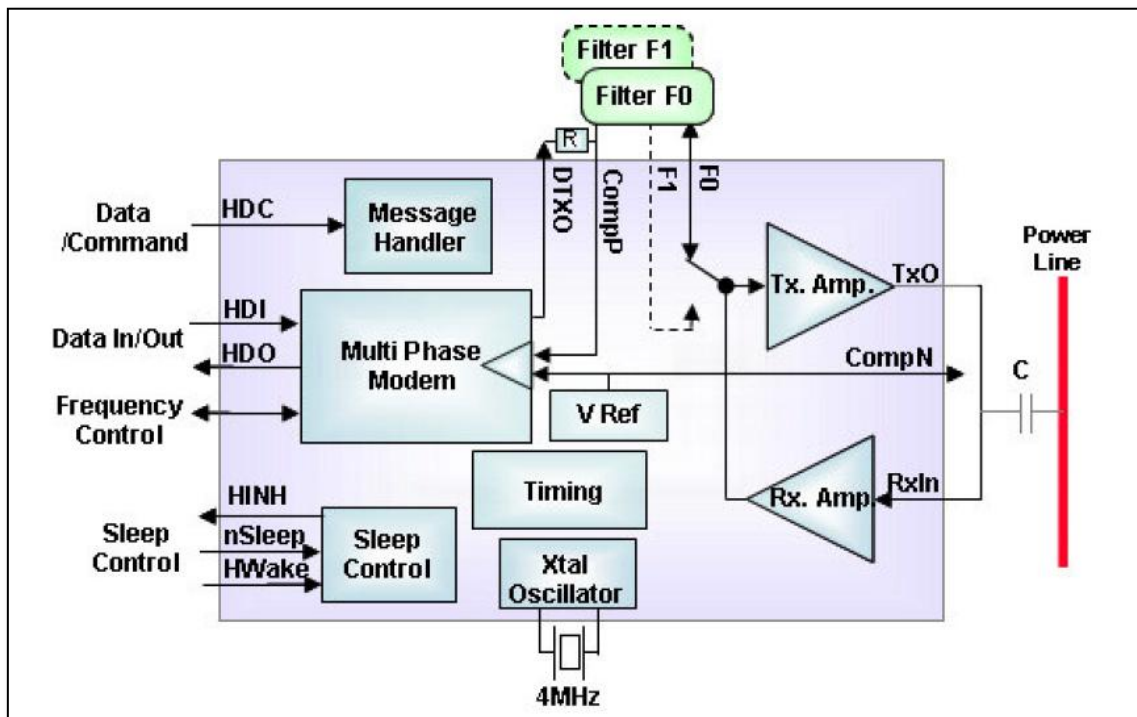 Filter F1
Filter F0
R
DTXO
CompP
F1
F0
Data
/Command
HDC
Message
Handler
Tx. Amp.
TxO
Power
Line
HDI
Data In/Out
HDO
Multi Phase
Modem
CompN
C
Frequency
Control
V Ref
Timing
Rx. Amp.
RxIn
HINH
Sleep
Control
nSleep
HWake
Sleep
Control
Xtal
Oscillator
4MHz